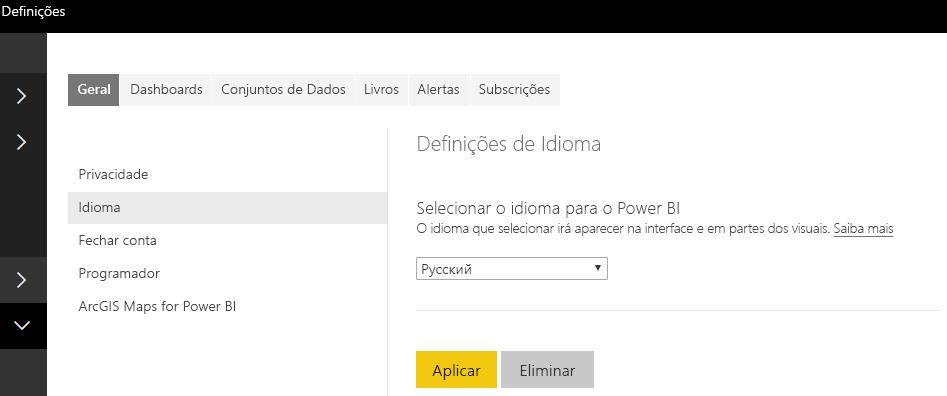 Definições
Geral Dashboards Conjuntos de Dados Livros Alertas Subscrições
Privacidade
Idioma
Fechar conta
Programador
ArcGIS Maps for Power BI
Definições de Idioma
Selecionar o idioma para o Power BI
O idioma que selecionar irá aparecer na interface e em partes dos visuais. Saiba mais
Русский
Aplicar Eliminar